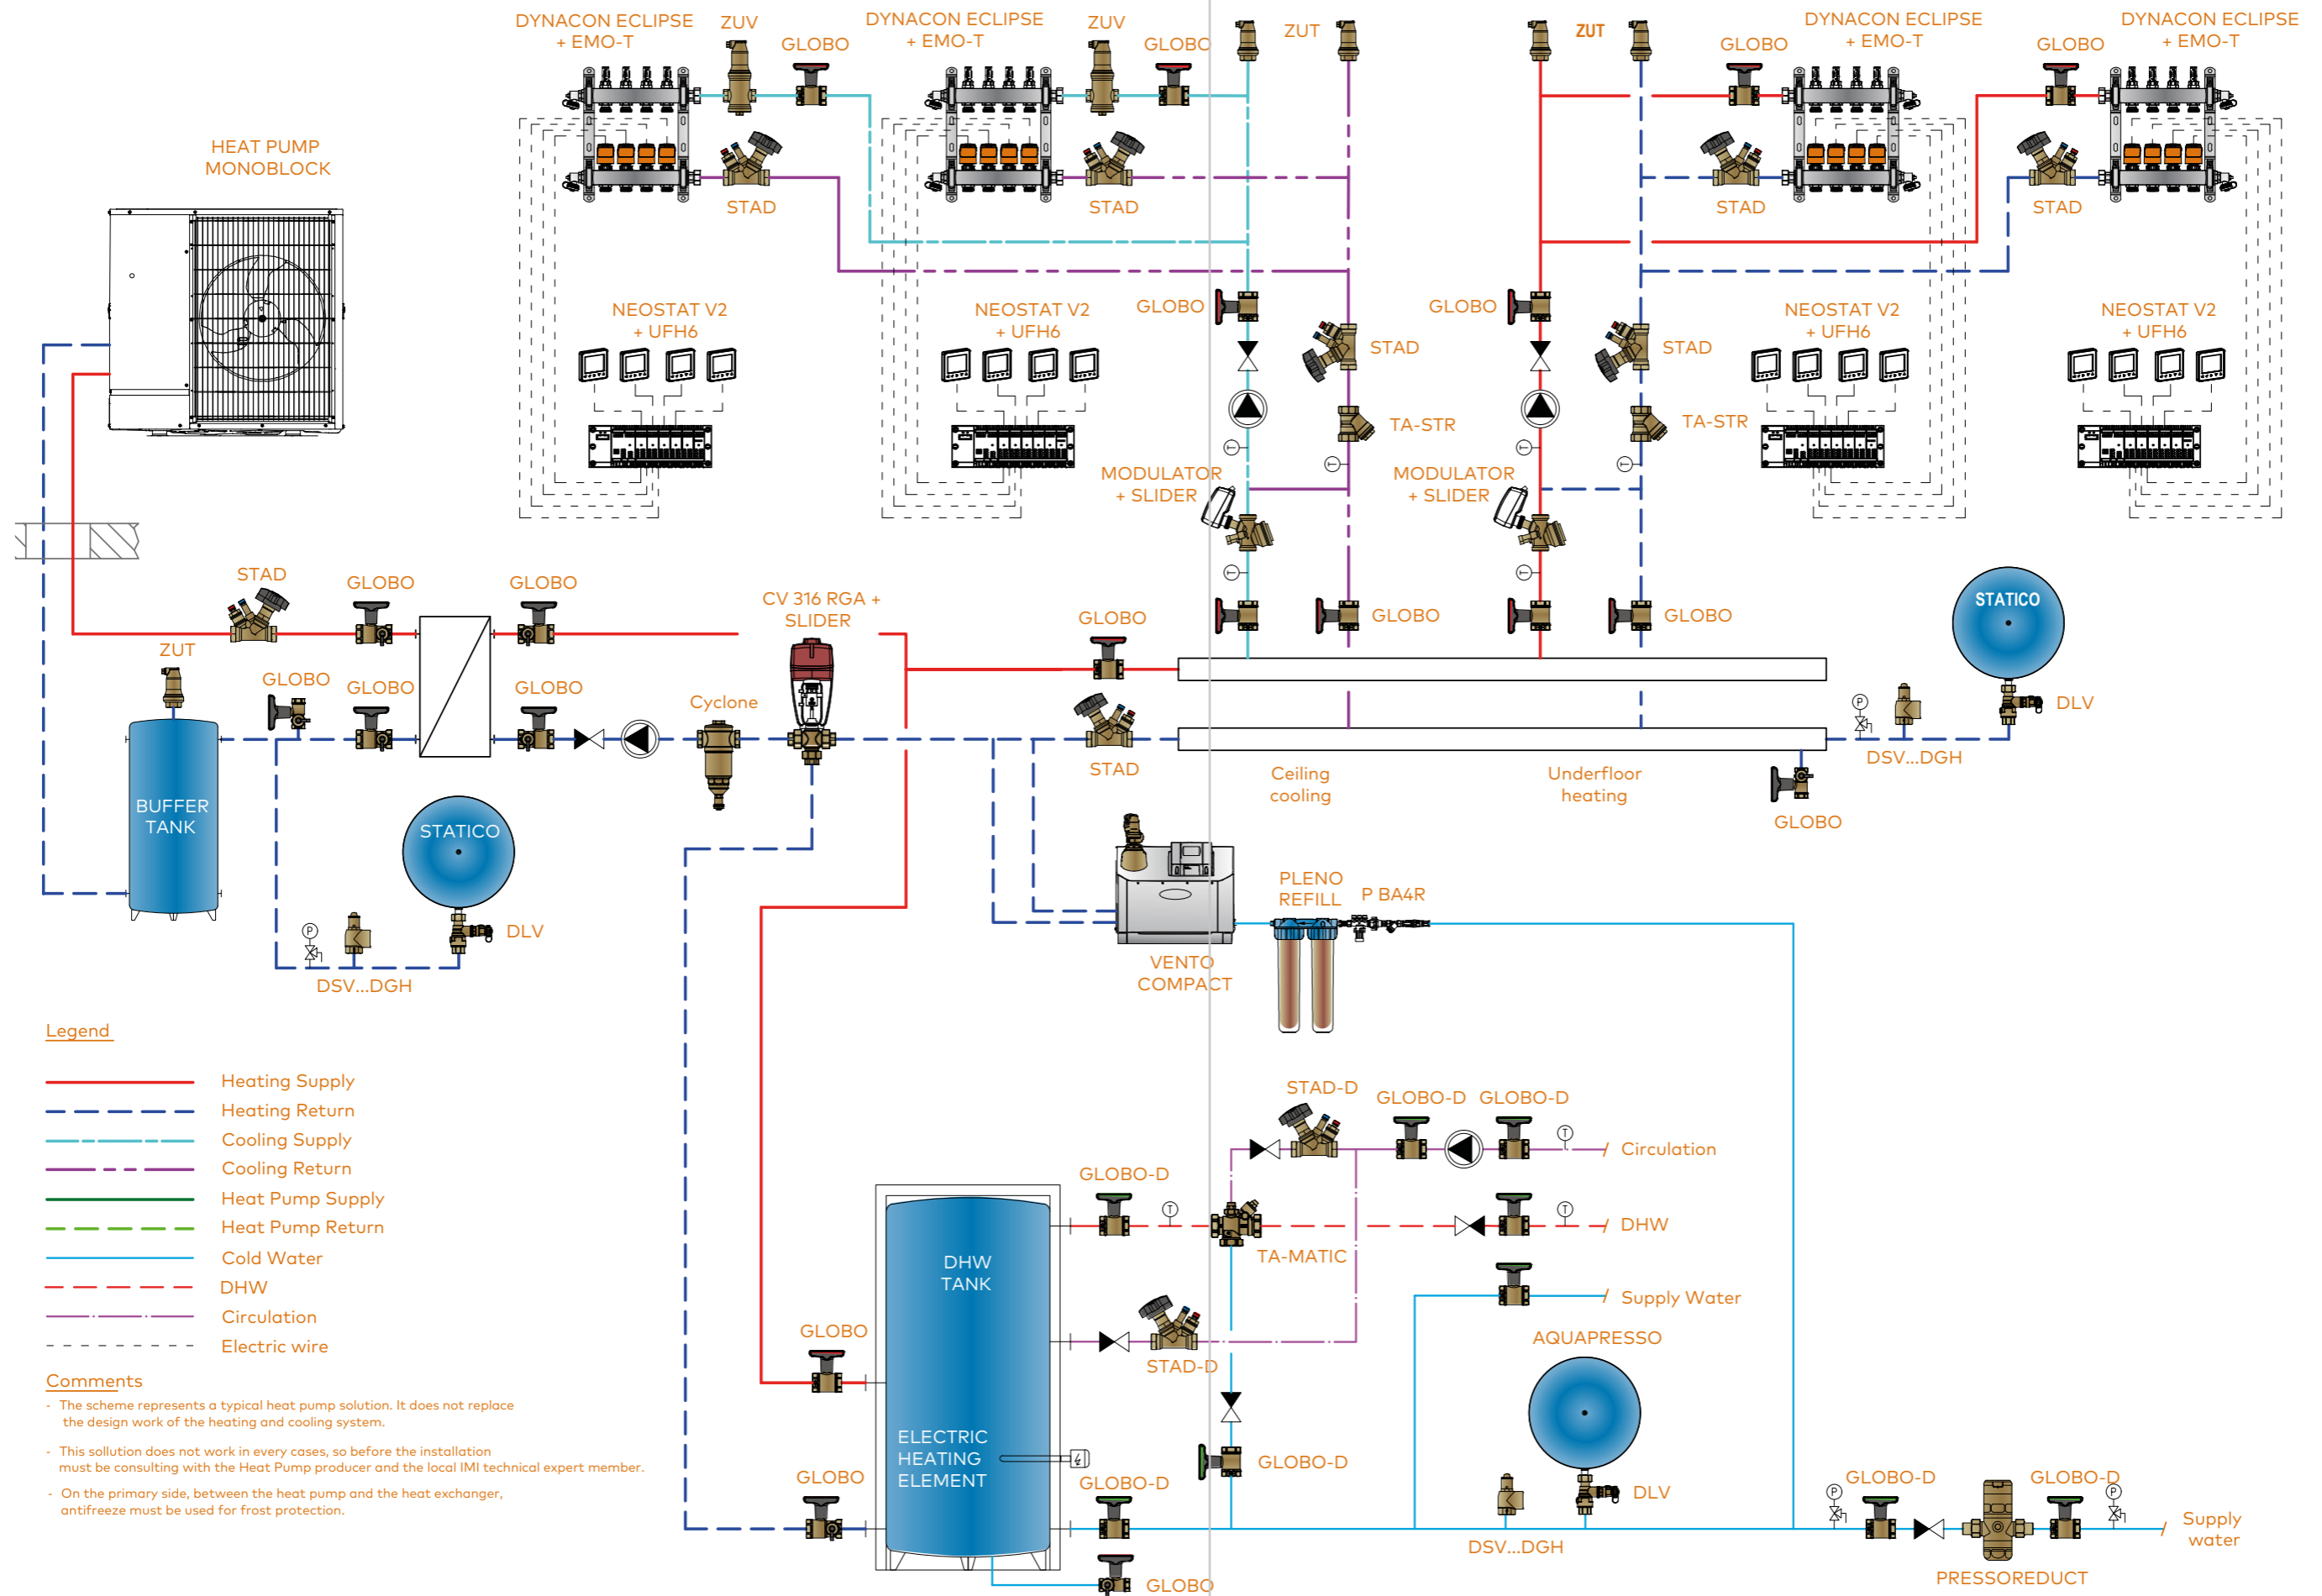 DYNACON ECLIPSE
+ EMO-T
ZUV
GLOBO
DYNACON ECLIPSE
+ EMO-T
ZUV
GLOBO
ZUT
ZUT
GLOBO
DYNACON ECLIPSE
+ EMO-T
GLOBO
DYNACON ECLIPSE
+ EMO-T
HEAT PUMP
MONOBLOCK
STAD
STAD
STAD
STAD
NEOSTAT V2
+ UFH6
NEOSTAT V2
+ UFH6
GLOBO
GLOBO
NEOSTAT V2
+ UFH6
NEOSTAT V2
+ UFH6
STAD
STAD
TA-STR
TA-STR
MODULATOR
+ SLIDER
MODULATOR
+ SLIDER
T
T
T
T
T
T
STAD
GLOBO
GLOBO
CV 316 RGA +
SLIDER
GLOBO
GLOBO
GLOBO
STATICO
ZUT
GLOBO
GLOBO
GLOBO
Cyclone
P
DLV
STAD
DSV...DGH
Ceiling
cooling
Underfloor
heating
GLOBO
BUFFER
TANK
STATICO
PLENO
REFILL
P BA4R
P
DLV
DSV...DGH
VENTO
COMPACT
Legend
Heating Supply
Heating Return
Cooling Supply
Cooling Return
Heat Pump Supply
Heat Pump Return
Cold Water
DHW
Circulation
Electric wire
STAD-D
GLOBO-D
GLOBO-D
T
Circulation
GLOBO-D
T
T
DHW
TA-MATIC
DHW
TANK
Supply Water
GLOBO
STAD-D
AQUAPRESSO
Comments
- The scheme represents a typical heat pump solution. It does not replace
the design work of the heating and cooling system.
- This sollution does not work in every cases, so before the installation
must be consulting with the Heat Pump producer and the local IMI technical expert member.
- On the primary side, between the heat pump and the heat exchanger,
antifreeze must be used for frost protection.
ELECTRIC
HEATING
ELEMENT
GLOBO
GLOBO-D
GLOBO-D
DLV
DSV...DGH
P
GLOBO-D
GLOBO-D
P
Supply
water
PRESSOREDUCT
GLOBO